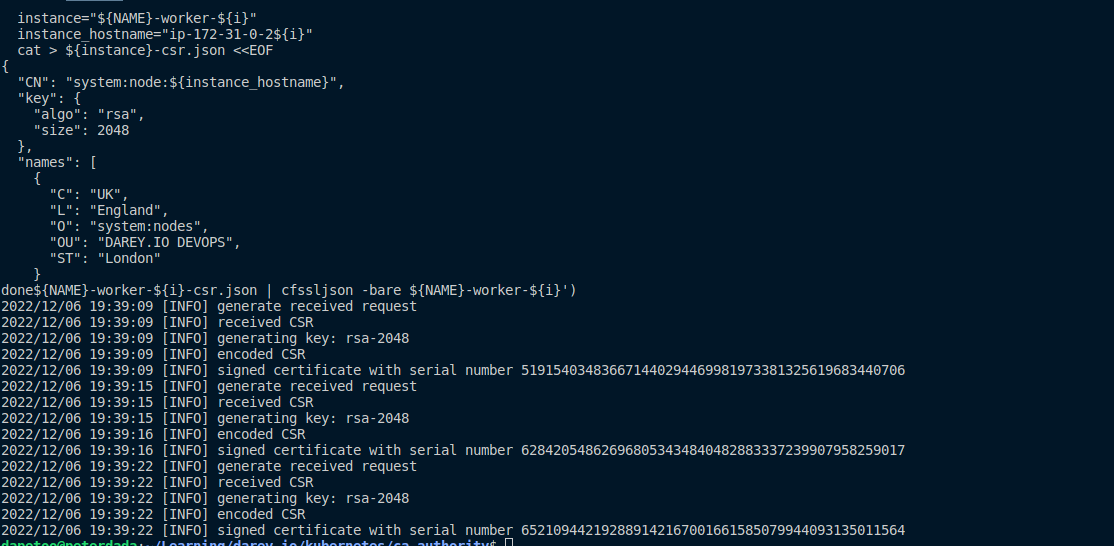 instance="${NAME}-worker-${i}"
  instance_hostname="ip-172-31-0-2${i}"
  cat > ${instance}-csr.json <<EOF
{
  "CN": "system:node:${instance_hostname}",
  "key": {
    "algo": "rsa",
    "size": 2048
  },
  "names": [
    {
      "C": "UK",
      "L": "England",
      "O": "system:nodes",
      "OU": "DAREY.IO DEVOPS",
      "ST": "London"
    }
done${NAME}-worker-${i}-csr.json | cfssljson -bare ${NAME}-worker-${i}')
2022/12/06 19:39:09 [INFO] generate received request
2022/12/06 19:39:09 [INFO] received CSR
2022/12/06 19:39:09 [INFO] generating key: rsa-2048
2022/12/06 19:39:09 [INFO] encoded CSR
2022/12/06 19:39:09 [INFO] signed certificate with serial number 519154034836671440294469981973381325619683440706
2022/12/06 19:39:15 [INFO] generate received request
2022/12/06 19:39:15 [INFO] received CSR
2022/12/06 19:39:15 [INFO] generating key: rsa-2048
2022/12/06 19:39:16 [INFO] encoded CSR
2022/12/06 19:39:16 [INFO] signed certificate with serial number 628420548626968053434840482883337239907958259017
2022/12/06 19:39:22 [INFO] generate received request
2022/12/06 19:39:22 [INFO] received CSR
2022/12/06 19:39:22 [INFO] generating key: rsa-2048
2022/12/06 19:39:22 [INFO] encoded CSR
2022/12/06 19:39:22 [INFO] signed certificate with serial number 652109442192889142167001661585079944093135011564
danetee@peterdada:~/Learning/darey.io/kubernetes/ca-authority$